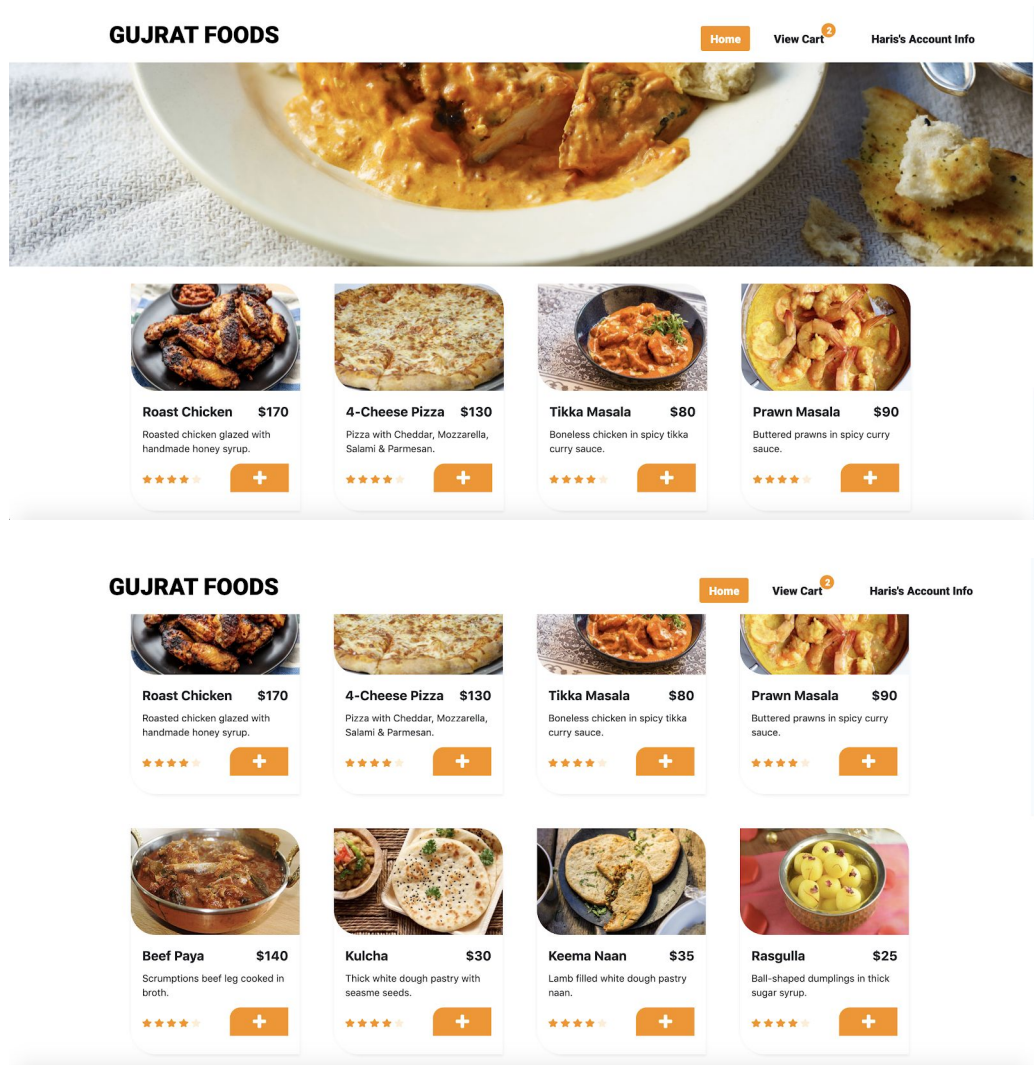 GUJRAT FOODS
Home View Cart 2 Haris's Account Info
Roast Chicken $170
Roasted chicken glazed with
handmade honey syrup.
4-Cheese Pizza $130
Pizza with Cheddar, Mozzarella,
Salami & Parmesan.
Tikka Masala $80
Boneless chicken in spicy tikka
curry sauce.
Prawn Masala $90
Buttered prawns in spicy curry
sauce.
GUJRAT FOODS
Home View Cart 2 Haris's Account Info
Roast Chicken $170
Roasted chicken glazed with
handmade honey syrup.
4-Cheese Pizza $130
Pizza with Cheddar, Mozzarella,
Salami & Parmesan.
Tikka Masala $80
Boneless chicken in spicy tikka
curry sauce.
Prawn Masala $90
Buttered prawns in spicy curry
sauce.
Beef Paya $140
Scrumptions beef leg cooked in
broth.
Kulcha $30
Thick white dough pastry with
seasme seeds.
Keema Naan $35
Lamb filled white dough pastry
naan.
Rasgulla $25
Ball-shaped dumplings in thick
sugar syrup.